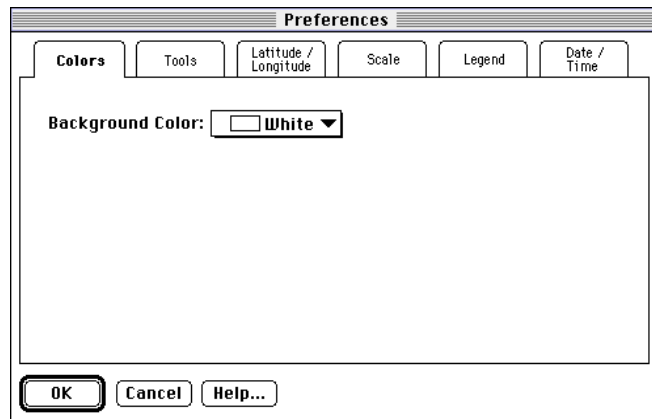 Preferences
Colors
Tools
Latitude /
Longitude
Scale
Legend
Date /
Time
Background Color: White
OK
Cancel
Help...